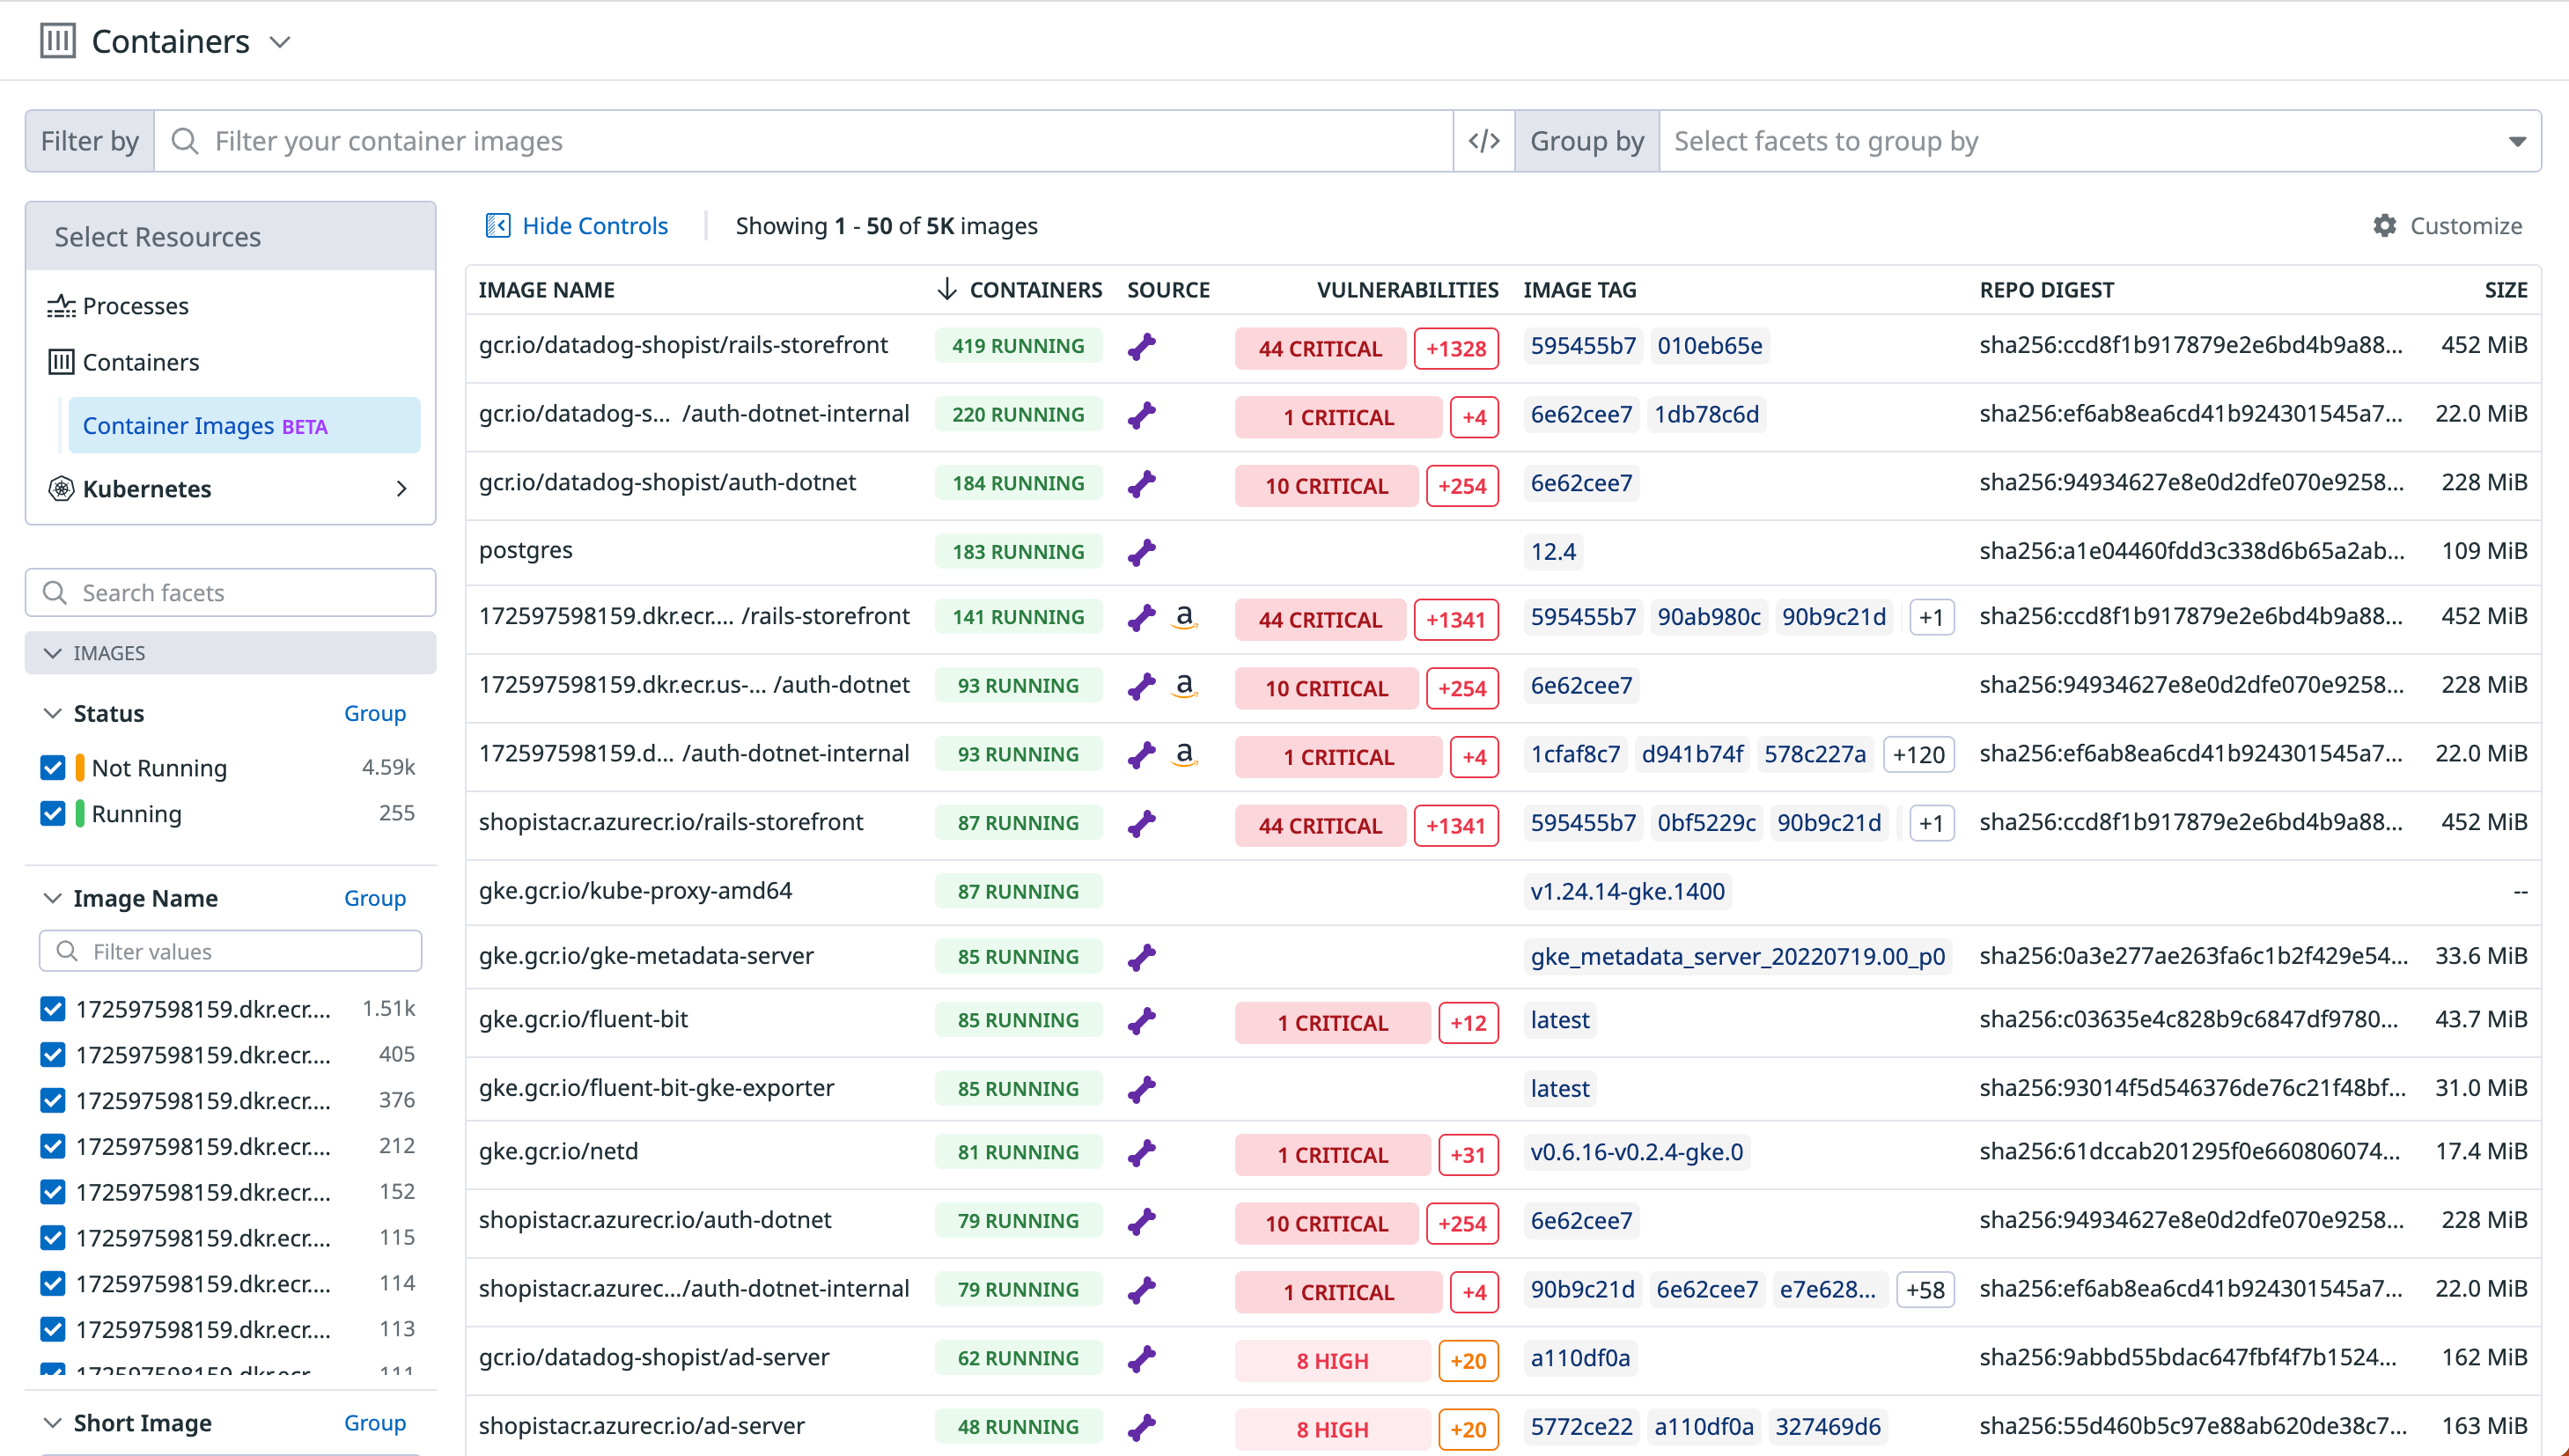 Containers
Filter by Filter your container images </> Group by Select facets to group by
Select Resources
Processes
Containers
Container Images BETA
Kubernetes
Search facets
IMAGES
Status Group
Not Running 4.59k
Running 255
Image Name Group
Filter values
172597598159.dkr.ecr.... 1.51k
172597598159.dkr.ecr.... 405
172597598159.dkr.ecr.... 376
172597598159.dkr.ecr.... 212
172597598159.dkr.ecr.... 152
172597598159.dkr.ecr.... 115
172597598159.dkr.ecr.... 114
172597598159.dkr.ecr.... 113
172597598159.dkr.ecr.... 111
Short Image Group
Hide Controls Showing 1 - 50 of 5K images Customize
IMAGE NAME CONTAINERS SOURCE VULNERABILITIES IMAGE TAG REPO DIGEST SIZE
gcr.io/datadog-shopist/rails-storefront 419 RUNNING 44 CRITICAL +1328 595455b7 010eb65e sha256:ccd8f1b917879e2e6bd4b9a88... 452 MiB
gcr.io/datadog-s... /auth-dotnet-internal 220 RUNNING 1 CRITICAL +4 6e62cee7 1db78c6d sha256:ef6ab8ea6cd41b924301545a7... 22.0 MiB
gcr.io/datadog-shopist/auth-dotnet 184 RUNNING 10 CRITICAL +254 6e62cee7 sha256:94934627e8e0d2dfe070e9258... 228 MiB
postgres 183 RUNNING 12.4 sha256:a1e04460fdd3c338d6b65a2ab... 109 MiB
172597598159.dkr.ecr.... /rails-storefront 141 RUNNING a 44 CRITICAL +1341 595455b7 90ab980c 90b9c21d +1 sha256:ccd8f1b917879e2e6bd4b9a88... 452 MiB
172597598159.dkr.ecr.us-... /auth-dotnet 93 RUNNING a 10 CRITICAL +254 6e62cee7 sha256:94934627e8e0d2dfe070e9258... 228 MiB
172597598159.d... /auth-dotnet-internal 93 RUNNING a 1 CRITICAL +4 1cfaf8c7 d941b74f 578c227a +120 sha256:ef6ab8ea6cd41b924301545a7... 22.0 MiB
shopistacr.azurecr.io/rails-storefront 87 RUNNING 44 CRITICAL +1341 595455b7 0bf5229c 90b9c21d +1 sha256:ccd8f1b917879e2e6bd4b9a88... 452 MiB
gke.gcr.io/kube-proxy-amd64 87 RUNNING v1.24.14-gke.1400 --
gke.gcr.io/gke-metadata-server 85 RUNNING gke_metadata_server_20220719.00_p0 sha256:0a3e277ae263fa6c1b2f429e54... 33.6 MiB
gke.gcr.io/fluent-bit 85 RUNNING 1 CRITICAL +12 latest sha256:c03635e4c828b9c6847df9780... 43.7 MiB
gke.gcr.io/fluent-bit-gke-exporter 85 RUNNING latest sha256:93014f5d546376de76c21f48bf... 31.0 MiB
gke.gcr.io/netd 81 RUNNING 1 CRITICAL +31 v0.6.16-v0.2.4-gke.0 sha256:61dccab201295f0e660806074... 17.4 MiB
shopistacr.azurecr.io/auth-dotnet 79 RUNNING 10 CRITICAL +254 6e62cee7 sha256:94934627e8e0d2dfe070e9258... 228 MiB
shopistacr.azurec.../auth-dotnet-internal 79 RUNNING 1 CRITICAL +4 90b9c21d 6e62cee7 e7e628... +58 sha256:ef6ab8ea6cd41b924301545a7... 22.0 MiB
gcr.io/datadog-shopist/ad-server 62 RUNNING 8 HIGH +20 a110df0a sha256:9abbd55bdac647fbf4f7b1524... 162 MiB
shopistacr.azurecr.io/ad-server 48 RUNNING 8 HIGH +20 5772ce22 a110df0a 327469d6 sha256:55d460b5c97e88ab620de38c7... 163 MiB